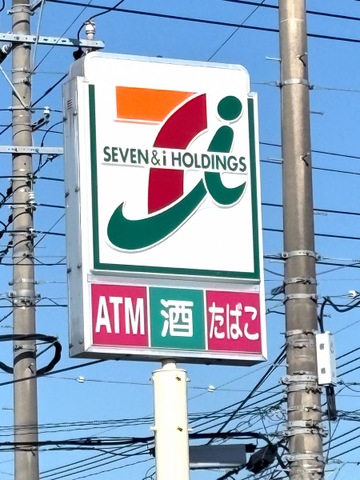 SEVEN&i HOLDINGS
ATM 酒 たばこ